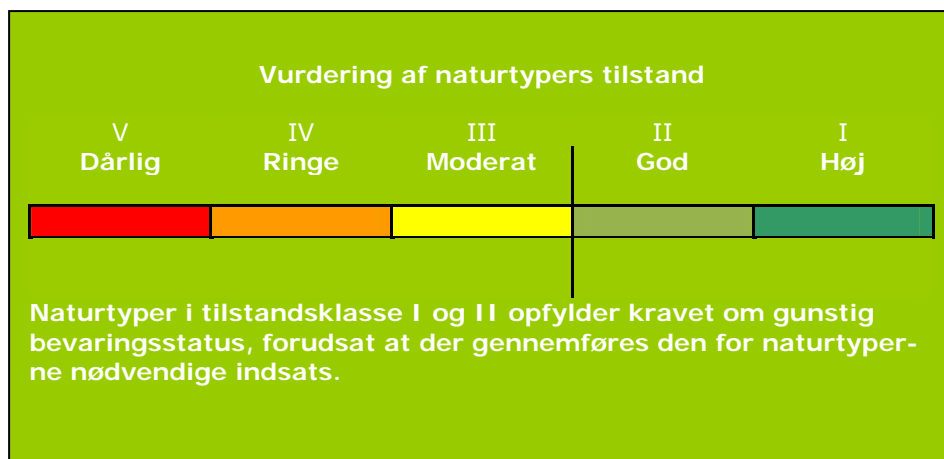 Vurdering af naturtypers tilstand
V IV III II I
Dårlig Ringe Moderat God Høj
Naturtyper i tilstandsklasse I og II opfylder kravet om gunstig
bevaringsstatus, forudsat at der gennemføres den for naturtyper-
ne nødvendige indsats.